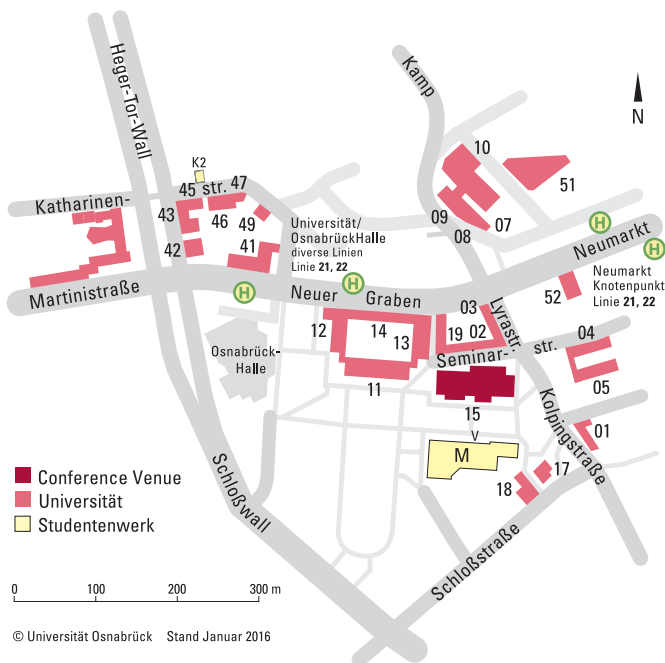 Heger-Tor-Wall
Kamp
N
K2
10
51
45 str. 47
Katharinen-
43
46
49
42
41
Universität/
OsnabrückHalle
diverse Linien
Linie 21, 22
09
07
08
H
Neumarkt
H
Neumarkt
Knotenpunkt
Linie 21, 22
H
H
Martinistraße
Neuer Graben
52
03
Lyrastr.
12
14
13
19
02
04
Osnabrück-
Halle
Seminar- str.
11
05
15
Kolpingstraße
V
M
01
17
18
Conference Venue
Universität
Studentenwerk
Schloßwall
Schloßstraße
0 100 200 300 m
© Universität Osnabrück Stand Januar 2016